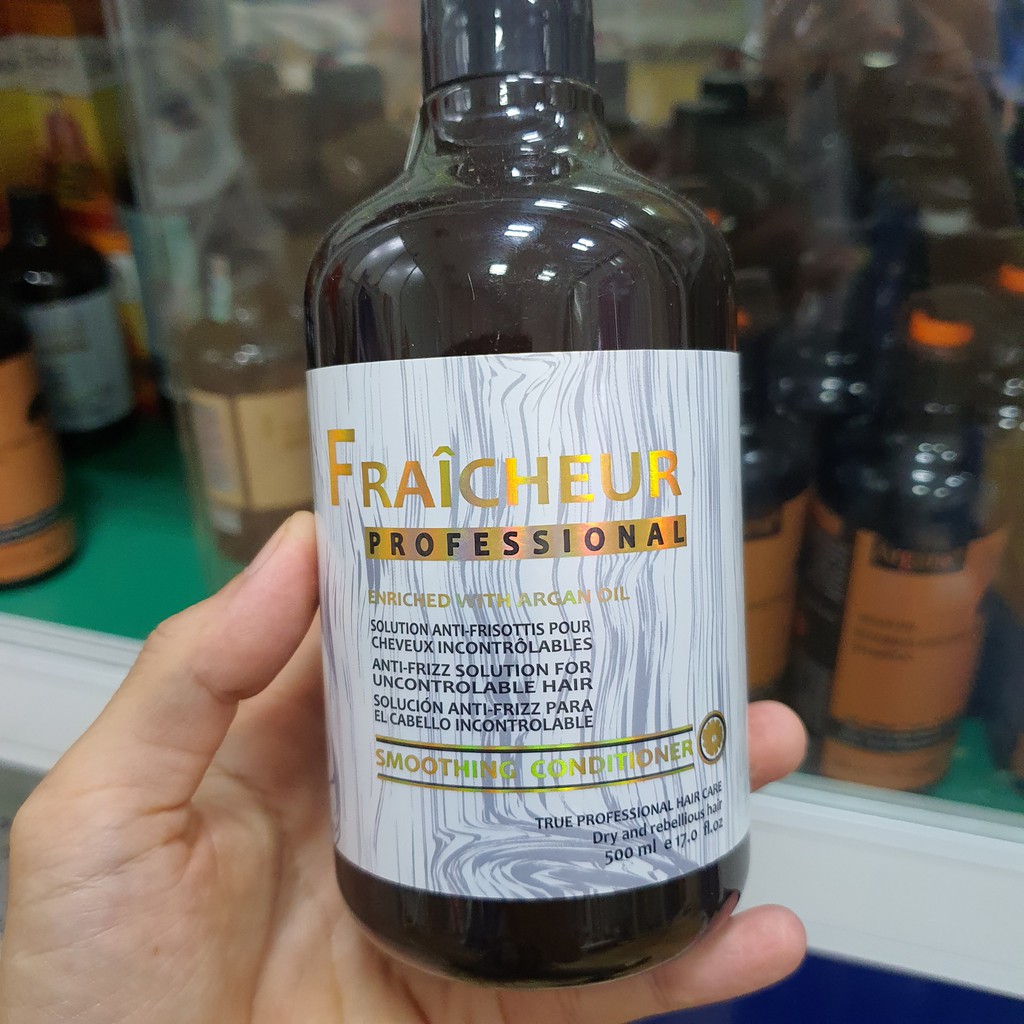 FRAÎCHEUR
PROFESSIONAL
ENRICHED WITH ARGAN OIL
SOLUTION ANTI-FRISOTTIS POUR
CHEVEUX INCONTRÔLABLES
ANTI-FRIZZ SOLUTION FOR
UNCONTROLABLE HAIR
SOLUCIÓN ANTI-FRIZZ PARA
EL CABELLO INCONTROLABLE
SMOOTHING CONDITIONER
TRUE PROFESSIONAL HAIR CARE
Dry and rebellious hair
500 ml e 17.0 fl.oz